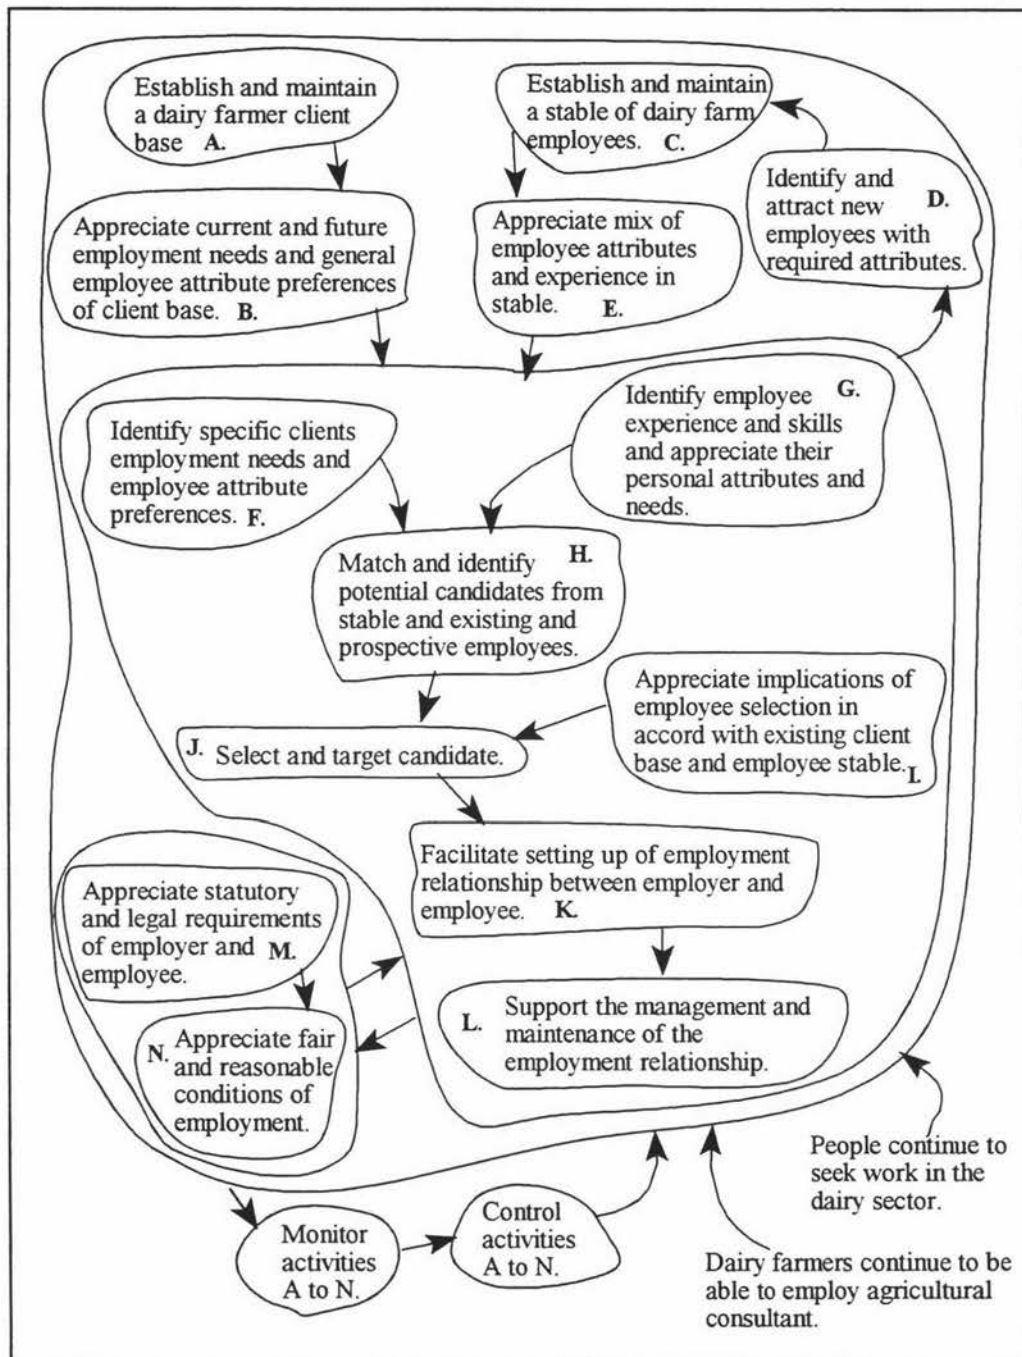 Establish and maintain
a dairy farmer client
base A.
Establish and maintain
a stable of dairy farm
employees. C.
Identify and
attract new D.
employees with
required attributes.
Appreciate current and future
employment needs and general
employee attribute preferences
of client base. B.
Appreciate mix of
employee attributes
and experience in
stable. E.
Identify specific clients
employment needs and
employee attribute
preferences. F.
Identify employee G.
experience and skills
and appreciate their
personal attributes and
needs.
Match and identify H.
potential candidates from
stable and existing and
prospective employees.
Appreciate implications of
employee selection in
accord with existing client
base and employee stable. I.
J. Select and target candidate.
Facilitate setting up of employment
relationship between employer and
employee. K.
Appreciate statutory
and legal requirements
of employer and M.
employee.
L. Support the management and
maintenance of the
employment relationship.
N. Appreciate fair
and reasonable
conditions of
employment.
People continue to
seek work in the
dairy sector.
Monitor
activities
A to N.
Control
activities
A to N.
Dairy farmers continue to be
able to employ agricultural
consultant.